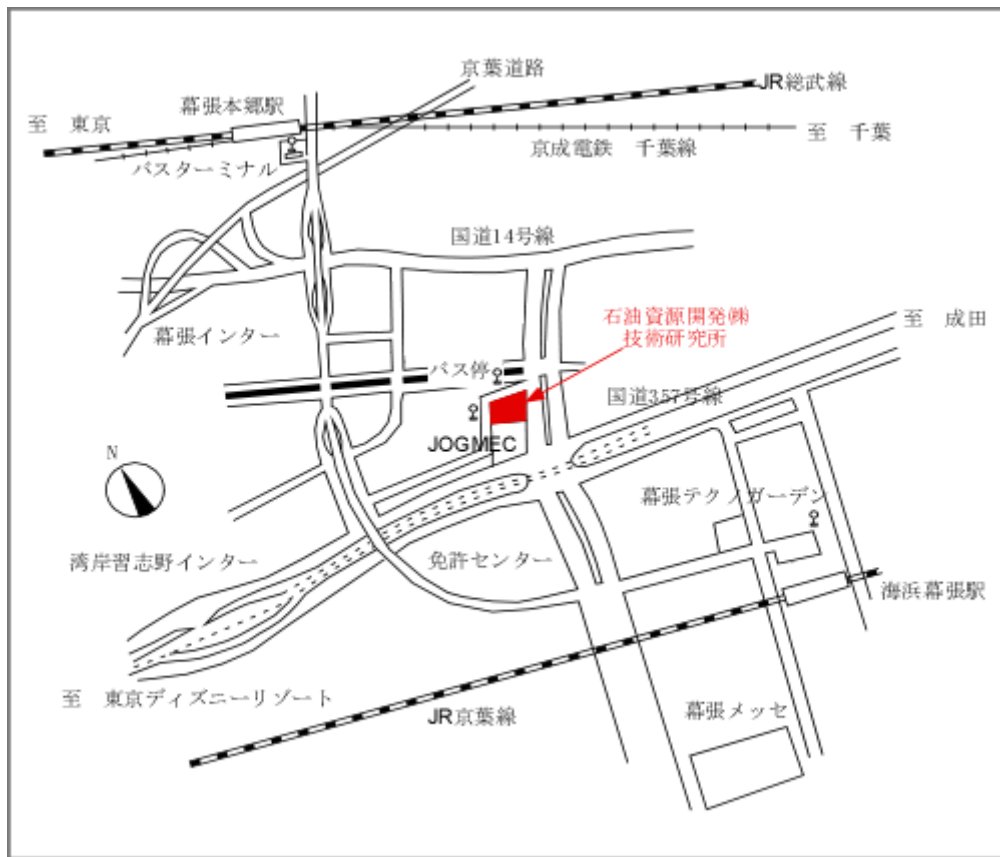 京葉道路
JR総武線
幕張本郷駅
至　東京
至　千葉
京成電鉄　千葉線
バスターミナル
国道14号線
石油資源開発㈱
技術研究所
至　成田
幕張インター
バス停
国道357号線
JOGMEC
N
幕張テクノガーデン
湾岸習志野インター
免許センター
海浜幕張駅
至　東京ディズニーリゾート
JR京葉線
幕張メッセ